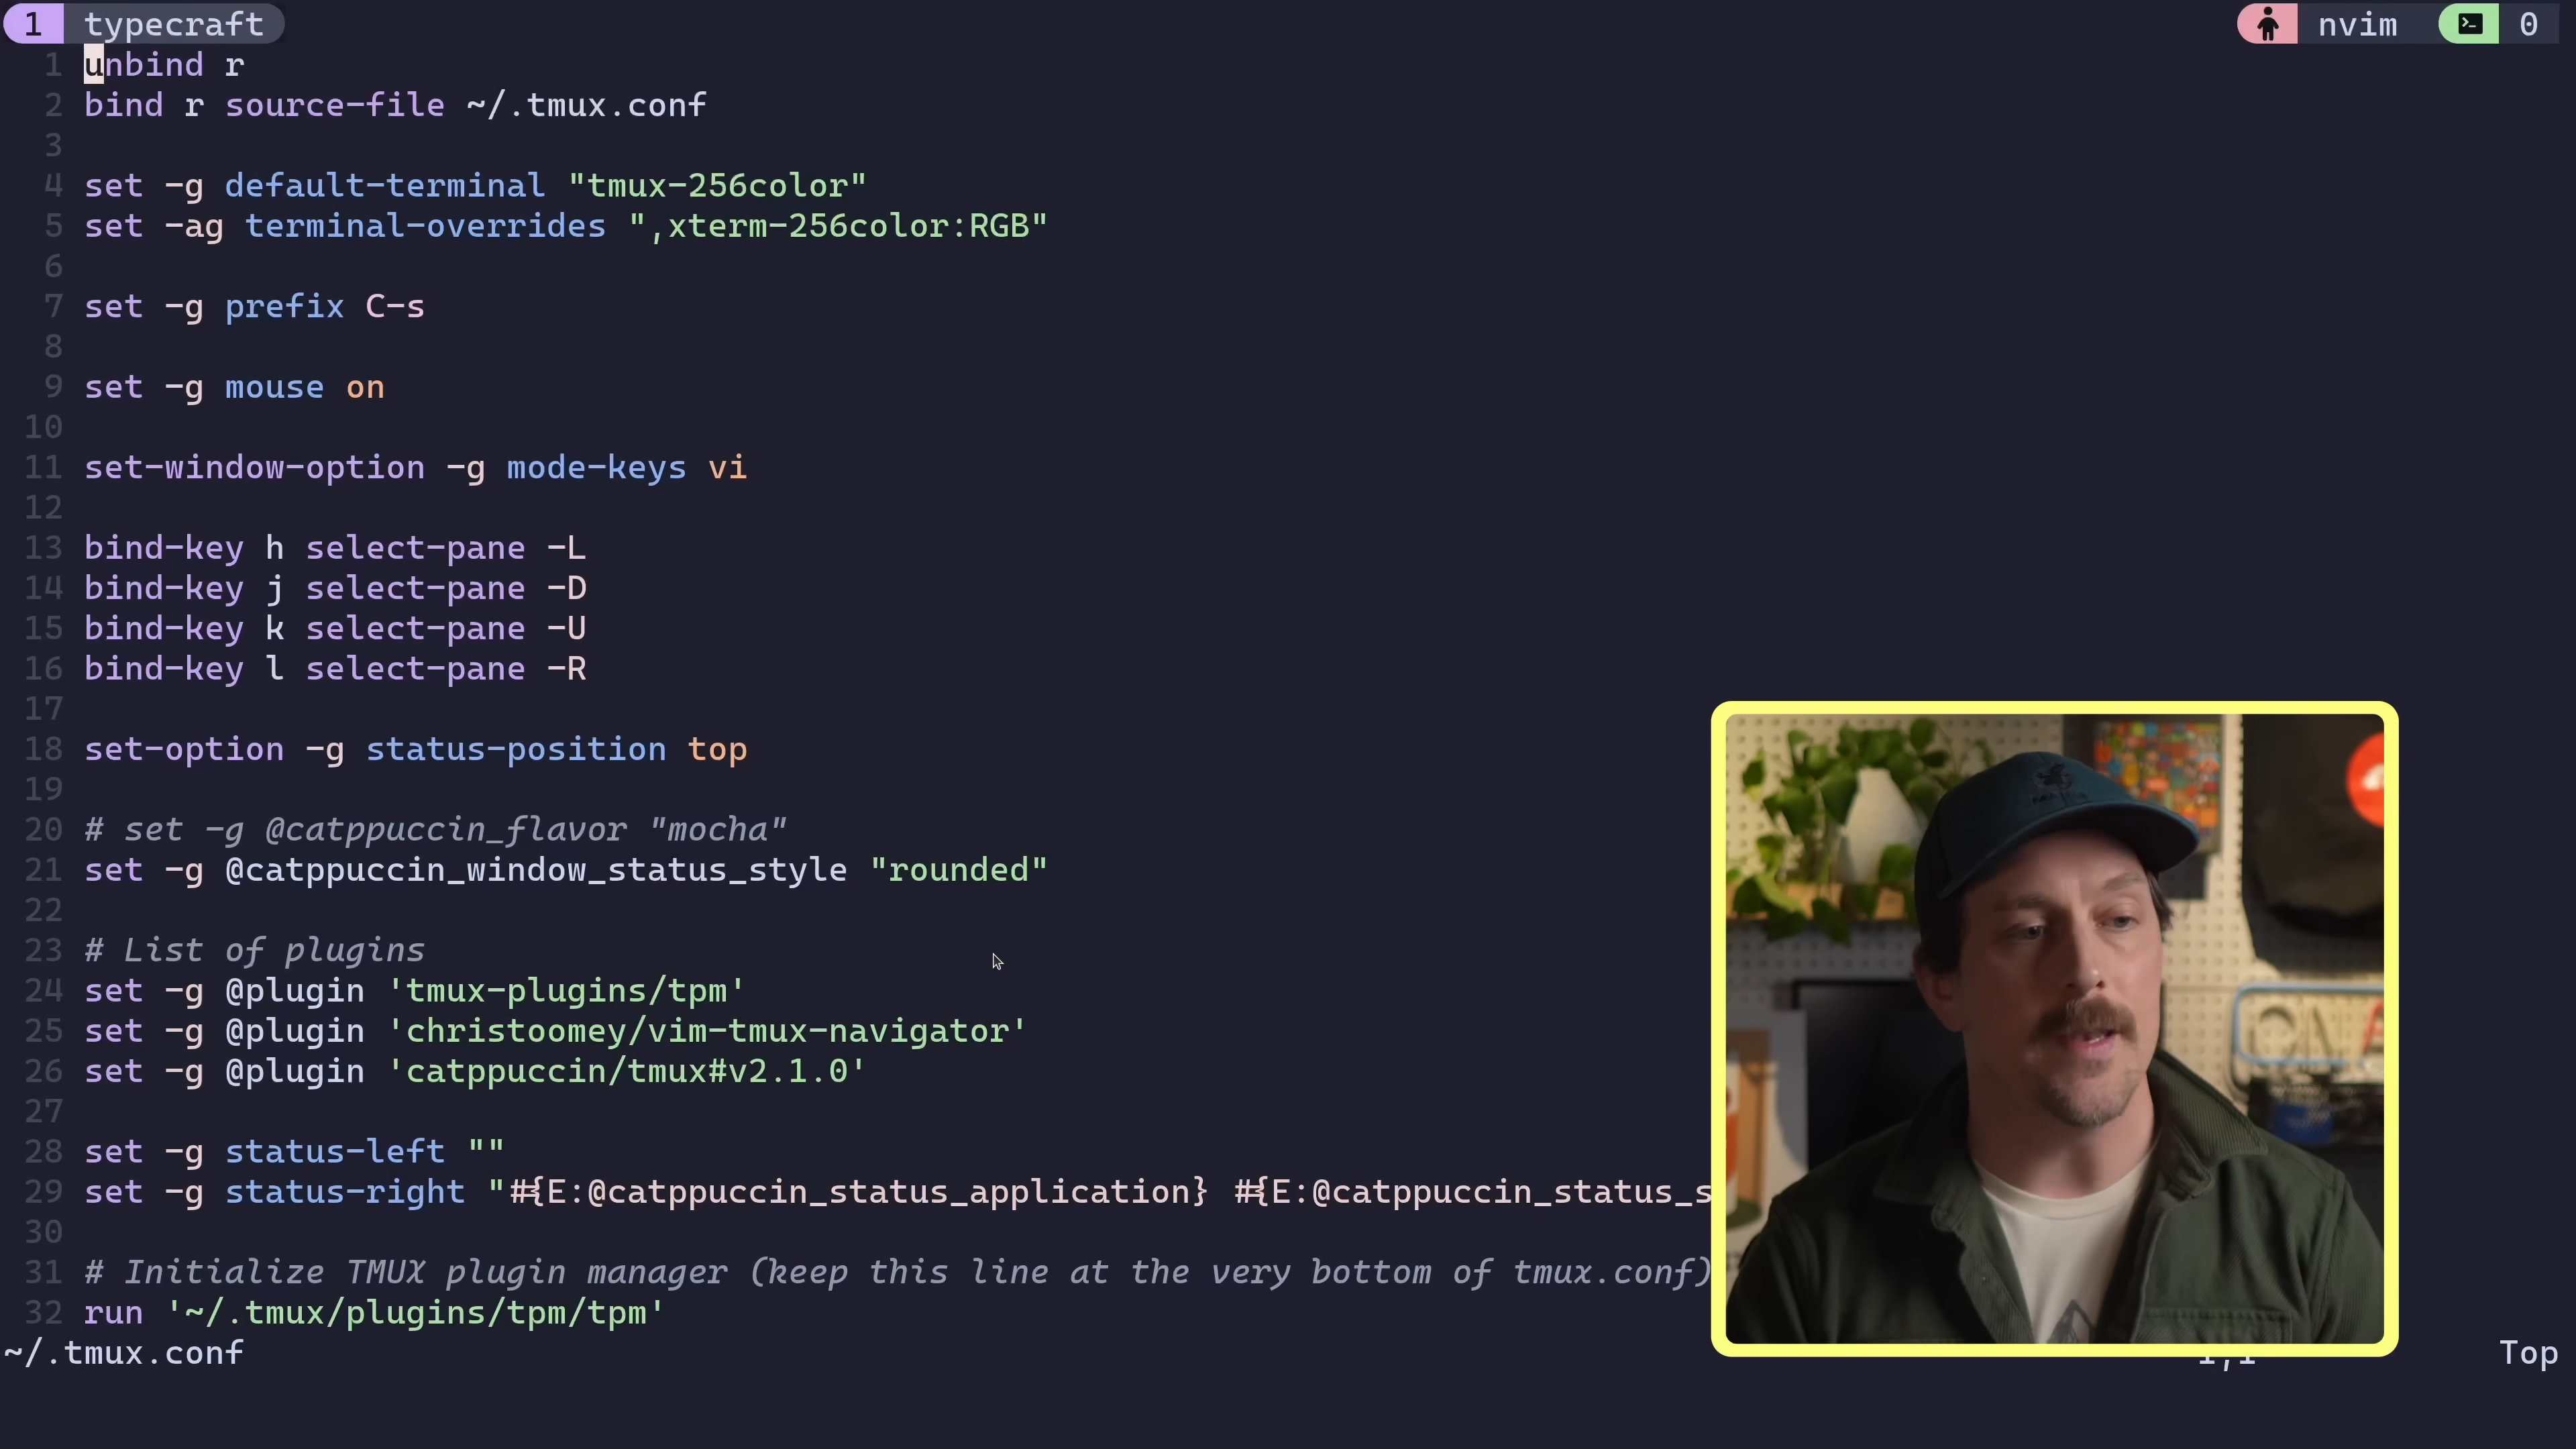 1 typecraft nvim 0
1 unbind r
2 bind r source-file ~/.tmux.conf
3
4 set -g default-terminal "tmux-256color"
5 set -ag terminal-overrides ",xterm-256color:RGB"
6
7 set -g prefix C-s
8
9 set -g mouse on
10
11 set-window-option -g mode-keys vi
12
13 bind-key h select-pane -L
14 bind-key j select-pane -D
15 bind-key k select-pane -U
16 bind-key l select-pane -R
17
18 set-option -g status-position top
19
20 # set -g @catppuccin_flavor "mocha"
21 set -g @catppuccin_window_status_style "rounded"
22
23 # List of plugins
24 set -g @plugin 'tmux-plugins/tpm'
25 set -g @plugin 'christoomey/vim-tmux-navigator'
26 set -g @plugin 'catppuccin/tmux#v2.1.0'
27
28 set -g status-left ""
29 set -g status-right "#{E:@catppuccin_status_application} #{E:@catppuccin_status_s
30
31 # Initialize TMUX plugin manager (keep this line at the very bottom of tmux.conf)
32 run '~/.tmux/plugins/tpm/tpm'
~/.tmux.conf Top
ON